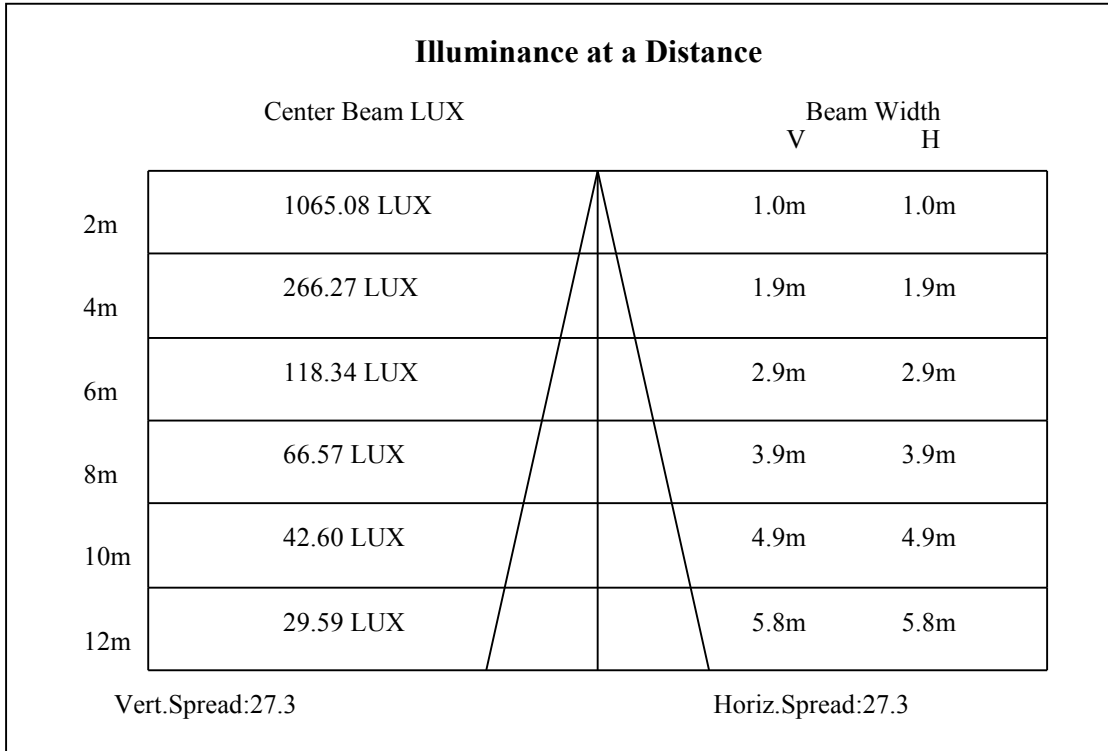 Illuminance at a Distance
Center Beam LUX Beam Width
V H
2m 1065.08 LUX 1.0m 1.0m
4m 266.27 LUX 1.9m 1.9m
6m 118.34 LUX 2.9m 2.9m
8m 66.57 LUX 3.9m 3.9m
10m 42.60 LUX 4.9m 4.9m
12m 29.59 LUX 5.8m 5.8m
Vert.Spread:27.3 Horiz.Spread:27.3